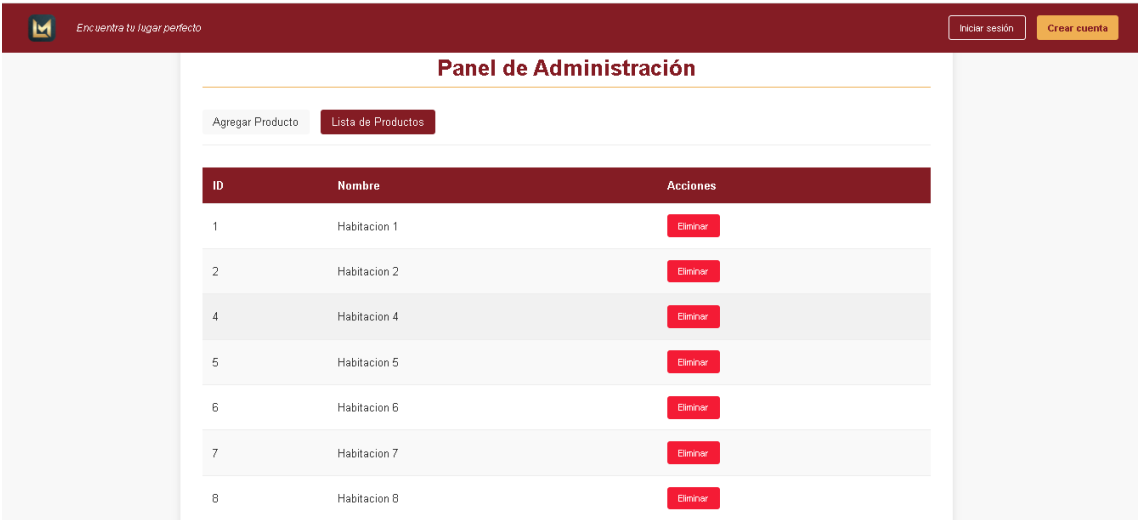 Encuentra tu lugar perfecto
Iniciar sesión
Crear cuenta
Panel de Administración
Agregar Producto
Lista de Productos
ID Nombre Acciones
1 Habitacion 1 Eliminar
2 Habitacion 2 Eliminar
4 Habitacion 4 Eliminar
5 Habitacion 5 Eliminar
6 Habitacion 6 Eliminar
7 Habitacion 7 Eliminar
8 Habitacion 8 Eliminar